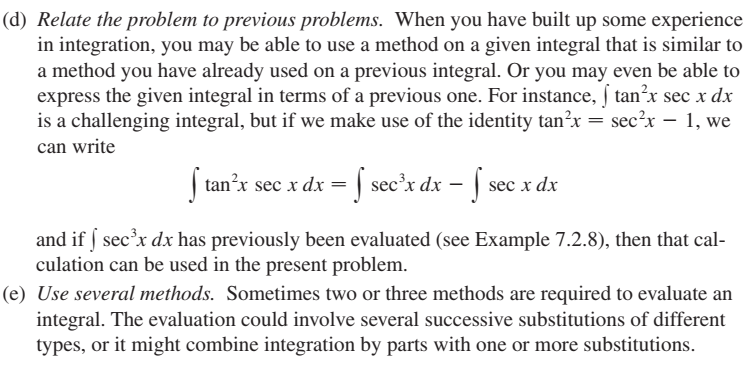 (d) Relate the problem to previous problems. When you have built up some experience
in integration, you may be able to use a method on a given integral that is similar to
a method you have already used on a previous integral. Or you may even be able to
express the given integral in terms of a previous one. For instance, ∫ tan²x sec x dx
is a challenging integral, but if we make use of the identity tan²x = sec²x − 1, we
can write
∫ tan²x sec x dx = ∫ sec³x dx − ∫ sec x dx
and if ∫ sec³x dx has previously been evaluated (see Example 7.2.8), then that cal-
culation can be used in the present problem.
(e) Use several methods. Sometimes two or three methods are required to evaluate an
integral. The evaluation could involve several successive substitutions of different
types, or it might combine integration by parts with one or more substitutions.